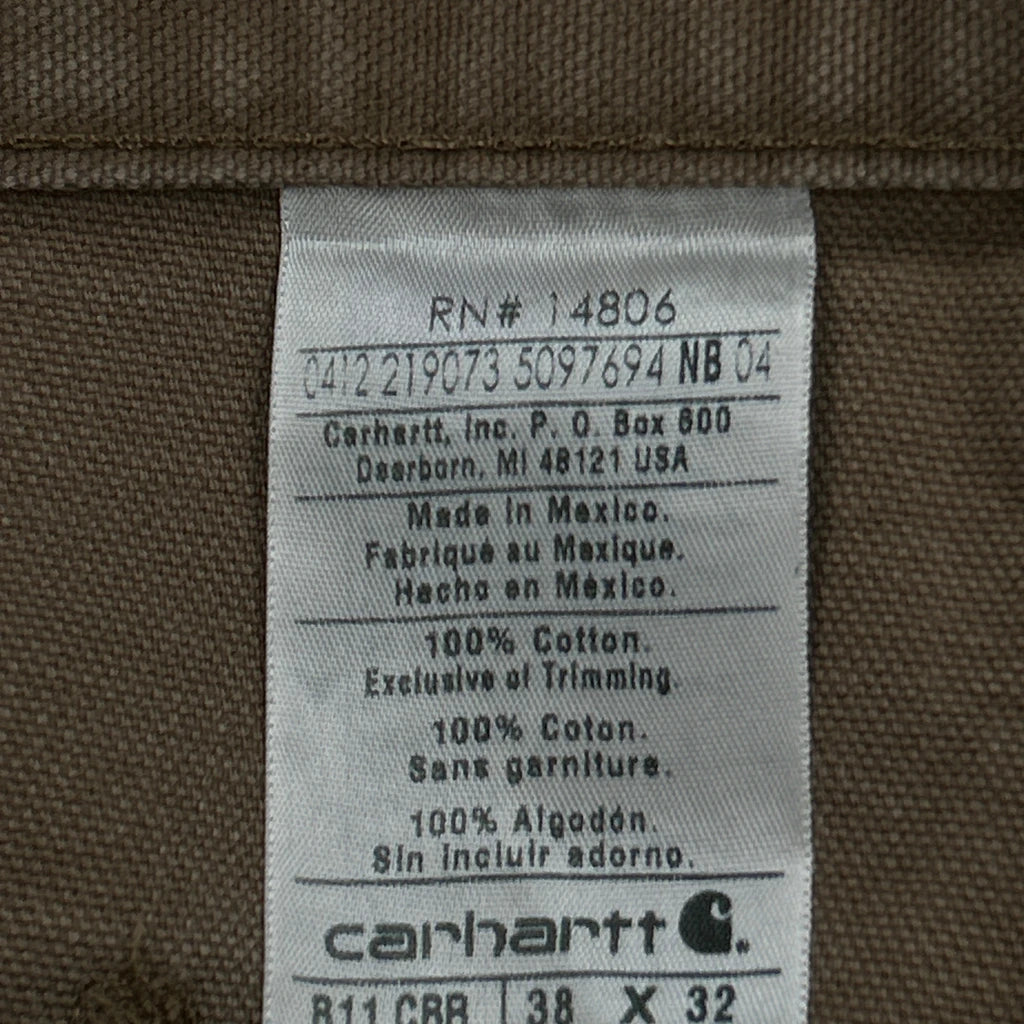 RN# 14806
0412 219073 5097694 NB 04
Carhartt, Inc. P. O. Box 600
Dearborn, MI 48121 USA
Made in Mexico.
Fabriqué au Mexique.
Hecho en México.
100% Cotton.
Exclusive of Trimming.
100% Coton.
Sans garniture.
100% Algodón.
Sin incluir adorno.
carhartt
B11 CBR 38 X 32